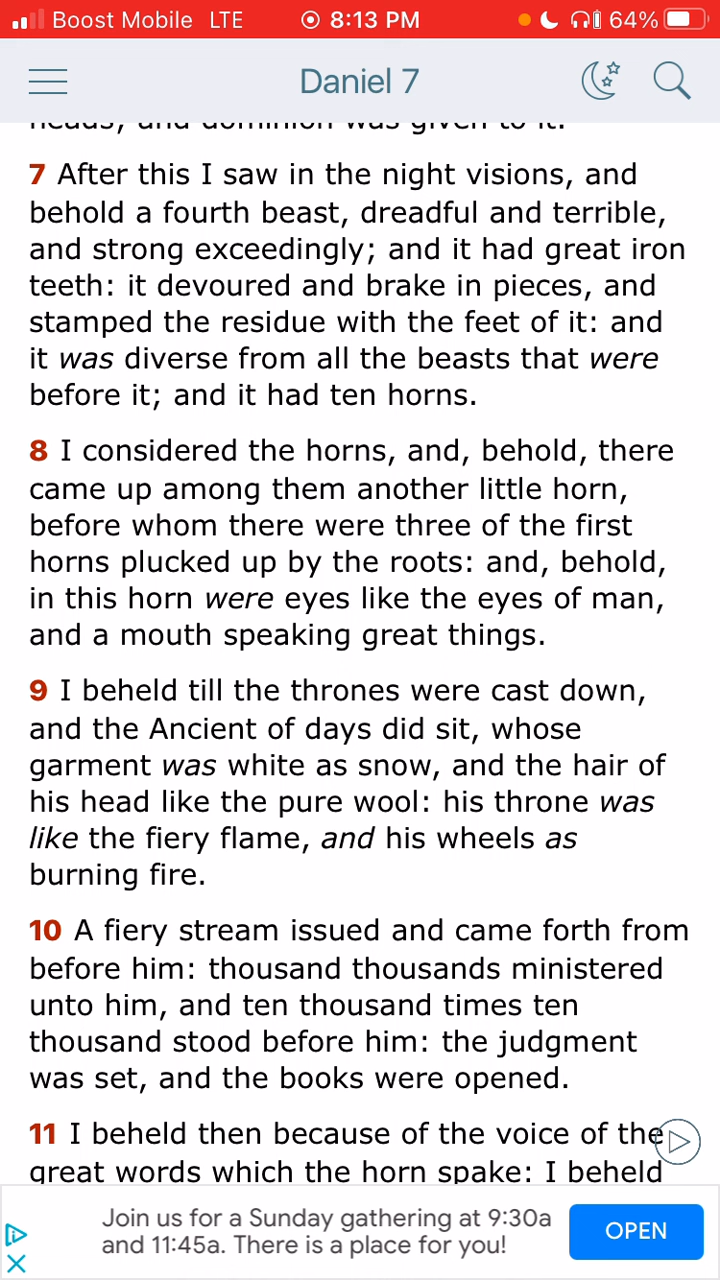 Boost Mobile LTE 8:13 PM 64%
Daniel 7
heads; and dominion was given to it.
7 After this I saw in the night visions, and
behold a fourth beast, dreadful and terrible,
and strong exceedingly; and it had great iron
teeth: it devoured and brake in pieces, and
stamped the residue with the feet of it: and
it was diverse from all the beasts that were
before it; and it had ten horns.
8 I considered the horns, and, behold, there
came up among them another little horn,
before whom there were three of the first
horns plucked up by the roots: and, behold,
in this horn were eyes like the eyes of man,
and a mouth speaking great things.
9 I beheld till the thrones were cast down,
and the Ancient of days did sit, whose
garment was white as snow, and the hair of
his head like the pure wool: his throne was
like the fiery flame, and his wheels as
burning fire.
10 A fiery stream issued and came forth from
before him: thousand thousands ministered
unto him, and ten thousand times ten
thousand stood before him: the judgment
was set, and the books were opened.
11 I beheld then because of the voice of the
great words which the horn spake: I beheld
Join us for a Sunday gathering at 9:30a
and 11:45a. There is a place for you!
OPEN